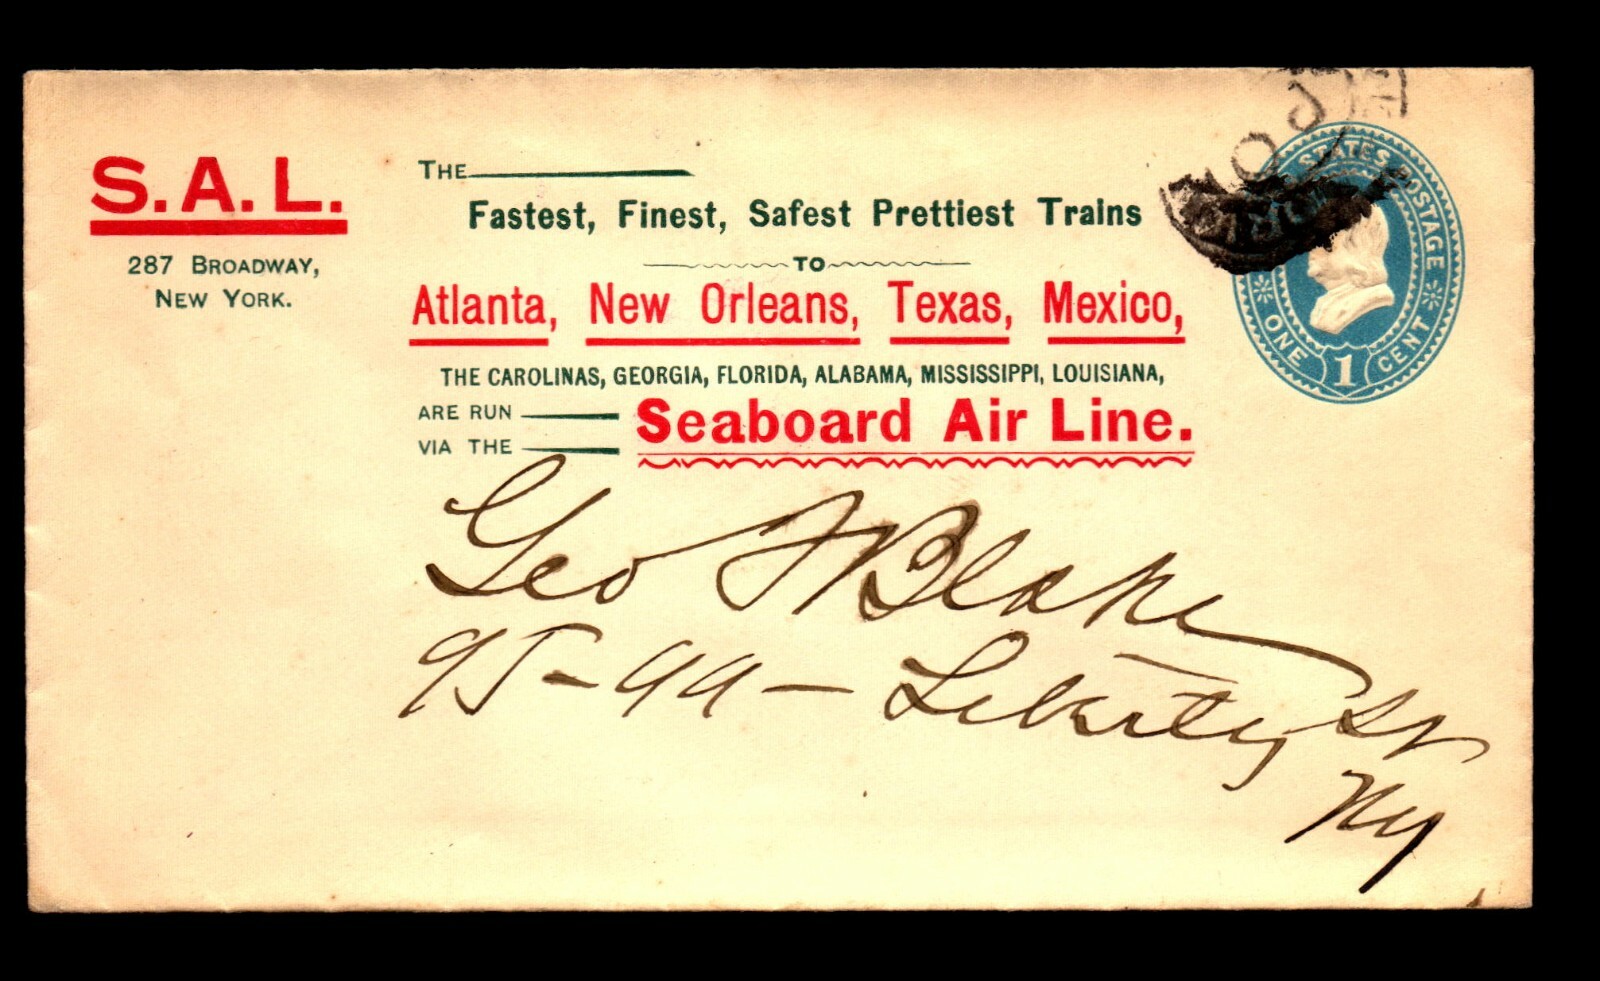 S.A.L.
287 BROADWAY,
NEW YORK.
THE
Fastest, Finest, Safest Prettiest Trains
TO
Atlanta, New Orleans, Texas, Mexico,
THE CAROLINAS, GEORGIA, FLORIDA, ALABAMA, MISSISSIPPI, LOUISIANA,
ARE RUN
VIA THE
Seaboard Air Line.
STATES POSTAGE
ONE 1 CENT
Geo F Blake
95-99- Liberty St
NY